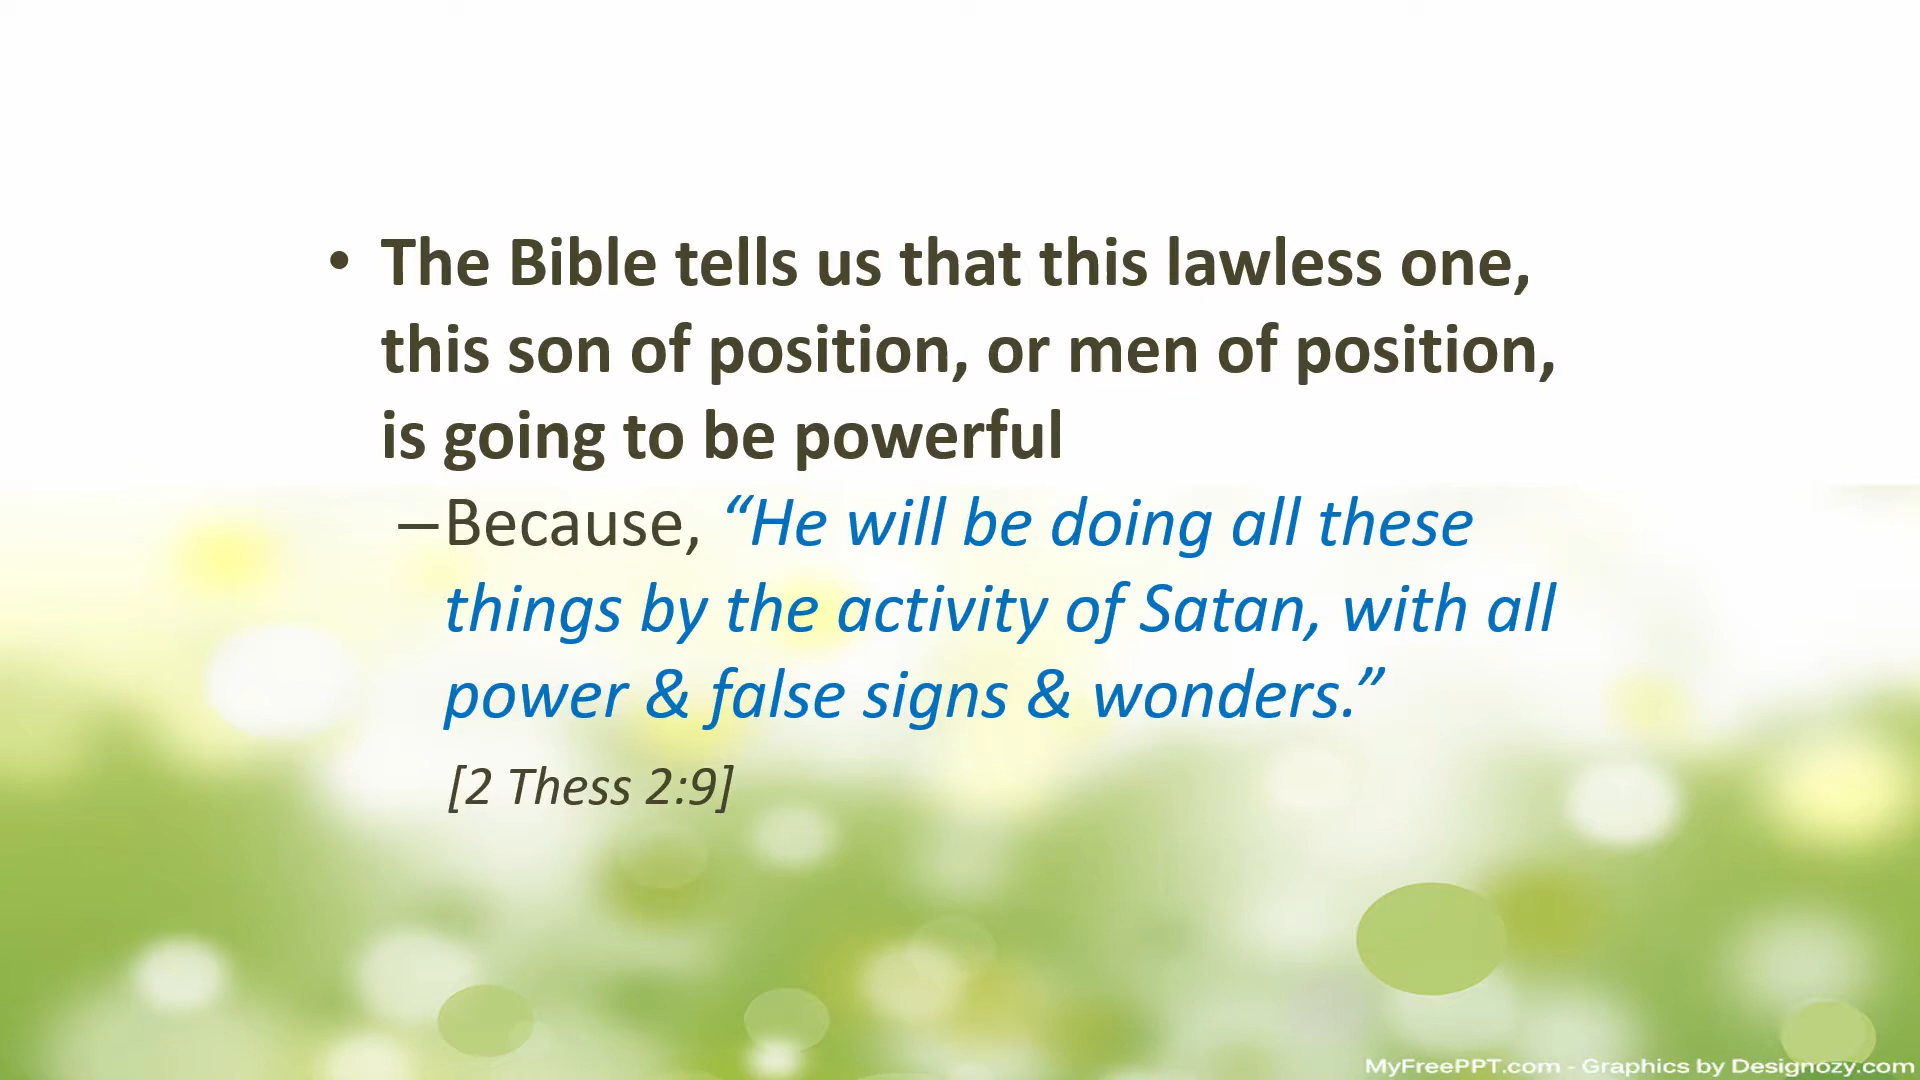 • The Bible tells us that this lawless one,
this son of position, or men of position,
is going to be powerful
–Because, “He will be doing all these
things by the activity of Satan, with all
power & false signs & wonders.”
[2 Thess 2:9]
MyFreePPT.com - Graphics by Designozy.com